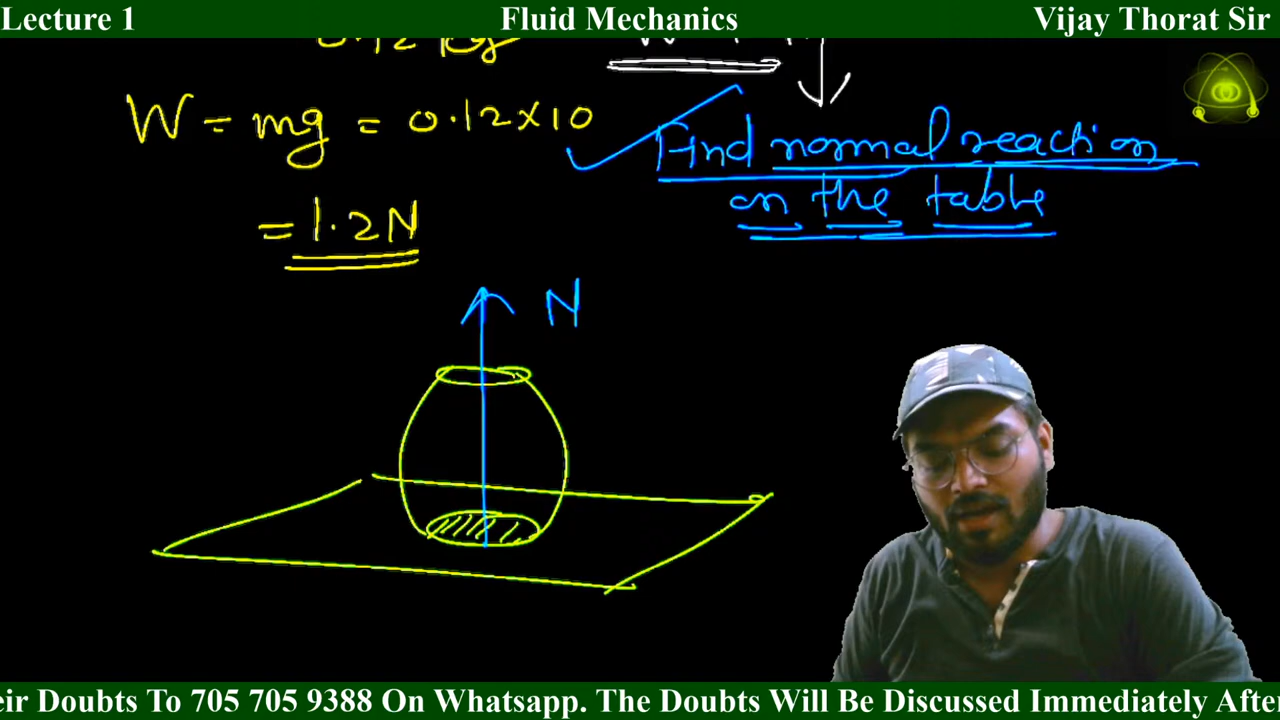 Lecture 1 Fluid Mechanics Vijay Thorat Sir
W = mg = 0.12×10
= 1.2N
Find normal reaction
on the table
N
eir Doubts To 705 705 9388 On Whatsapp. The Doubts Will Be Discussed Immediately After